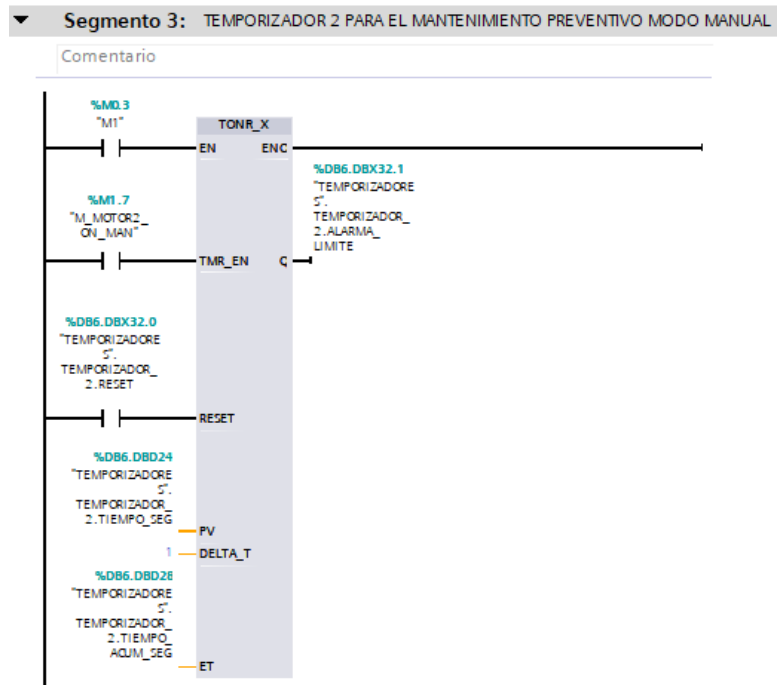 Segmento 3: TEMPORIZADOR 2 PARA EL MANTENIMIENTO PREVENTIVO MODO MANUAL
Comentario
%M0.3
"M1"
TONR_X
EN ENO
%DB6.DBX32.1
"TEMPORIZADORE
S".
TEMPORIZADOR_
2.ALARMA_
LIMITE
%M1.7
"M_MOTOR2_
ON_MAN"
TMR_EN Q
%DB6.DBX32.0
"TEMPORIZADORE
S".
TEMPORIZADOR_
2.RESET
RESET
%DB6.DBD24
"TEMPORIZADORE
S".
TEMPORIZADOR_
2.TIEMPO_SEG
PV
1 DELTA_T
%DB6.DBD28
"TEMPORIZADORE
S".
TEMPORIZADOR_
2.TIEMPO_
ACUM_SEG
ET